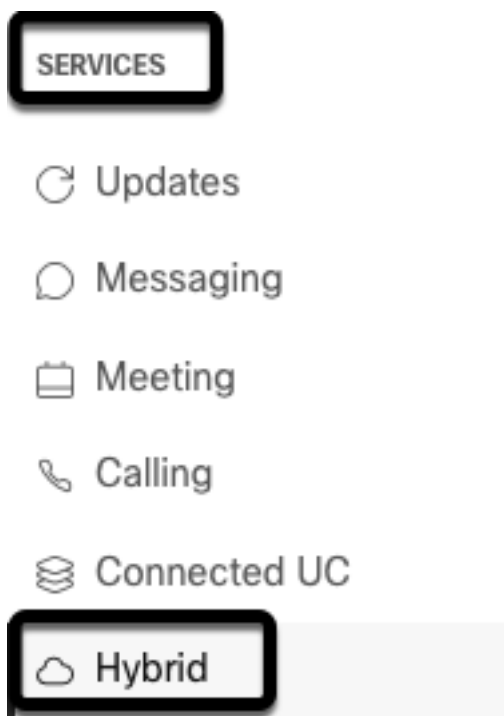 SERVICES
Updates
Messaging
Meeting
Calling
Connected UC
Hybrid